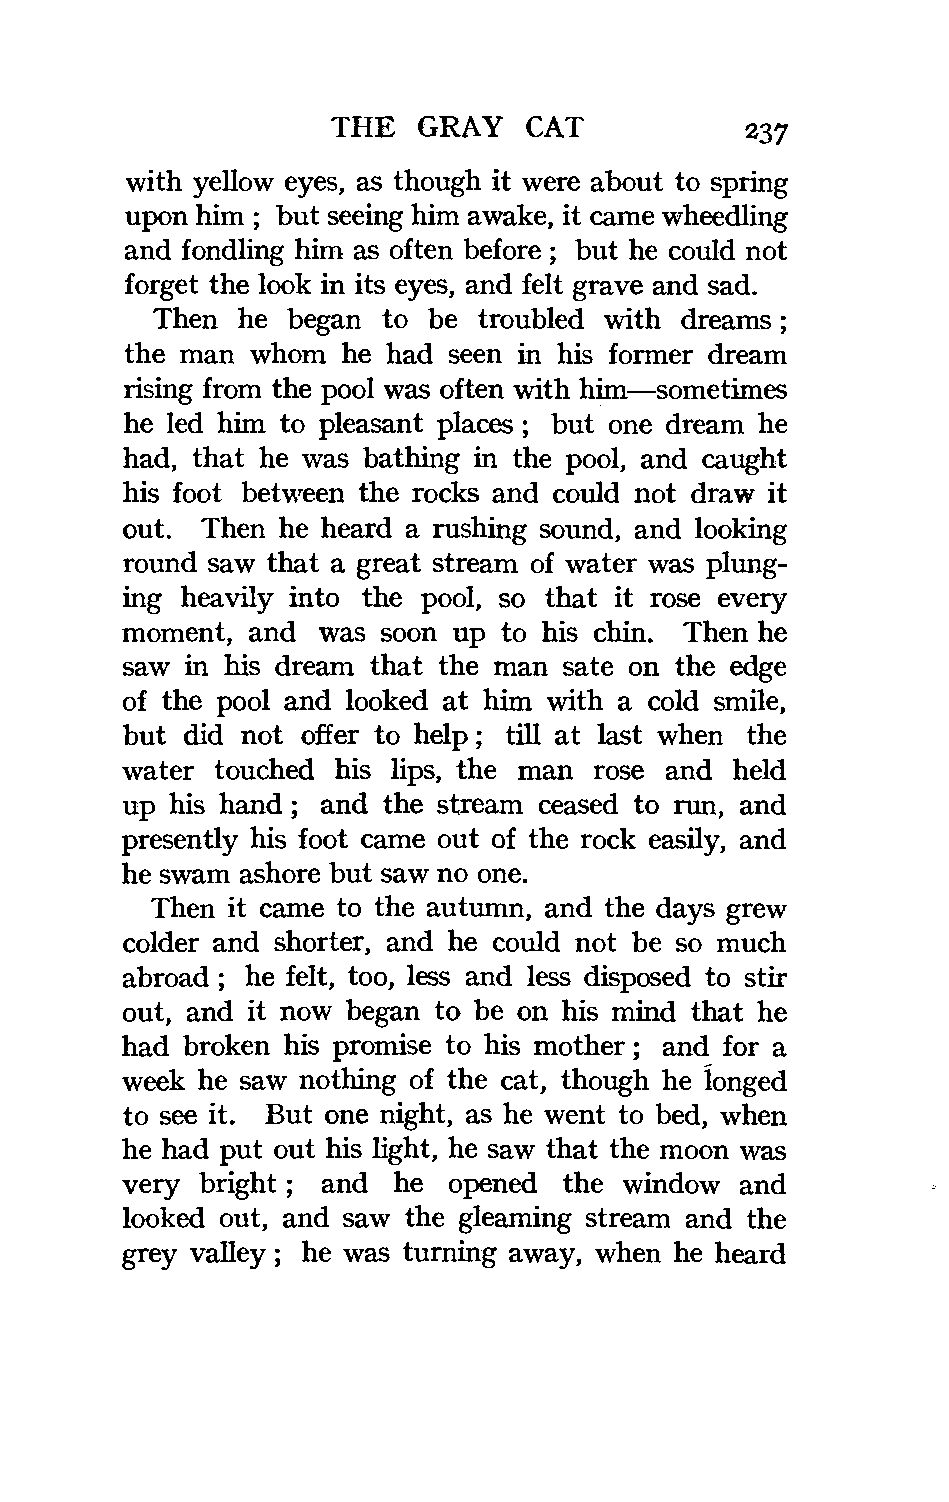 THE GRAY CAT 237
with yellow eyes, as though it were about to spring
upon him ; but seeing him awake, it came wheedling
and fondling him as often before ; but he could not
forget the look in its eyes, and felt grave and sad.
Then he began to be troubled with dreams ;
the man whom he had seen in his former dream
rising from the pool was often with him—sometimes
he led him to pleasant places ; but one dream he
had, that he was bathing in the pool, and caught
his foot between the rocks and could not draw it
out. Then he heard a rushing sound, and looking
round saw that a great stream of water was plung-
ing heavily into the pool, so that it rose every
moment, and was soon up to his chin. Then he
saw in his dream that the man sate on the edge
of the pool and looked at him with a cold smile,
but did not offer to help ; till at last when the
water touched his lips, the man rose and held
up his hand ; and the stream ceased to run, and
presently his foot came out of the rock easily, and
he swam ashore but saw no one.
Then it came to the autumn, and the days grew
colder and shorter, and he could not be so much
abroad ; he felt, too, less and less disposed to stir
out, and it now began to be on his mind that he
had broken his promise to his mother ; and for a
week he saw nothing of the cat, though he longed
to see it. But one night, as he went to bed, when
he had put out his light, he saw that the moon was
very bright ; and he opened the window and
looked out, and saw the gleaming stream and the
grey valley ; he was turning away, when he heard